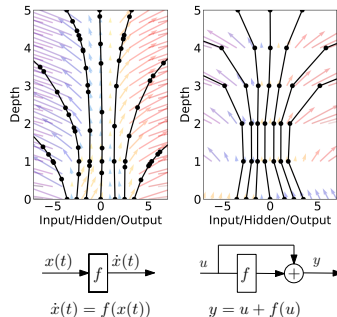 5 5
4 4
3 3
2 2
1 1
0 0
Depth Depth
−5 0 5 −5 0 5
Input/Hidden/Output Input/Hidden/Output
x(t) f ẋ(t) u f + y
ẋ(t) = f(x(t)) y = u + f(u)